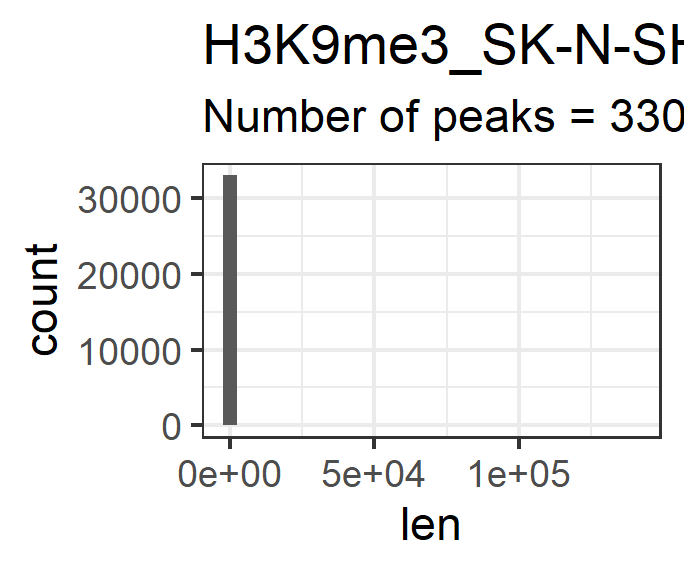 H3K9me3_SK-N-SH
Number of peaks = 330
30000
20000
10000
0
count
0e+00 5e+04 1e+05
len